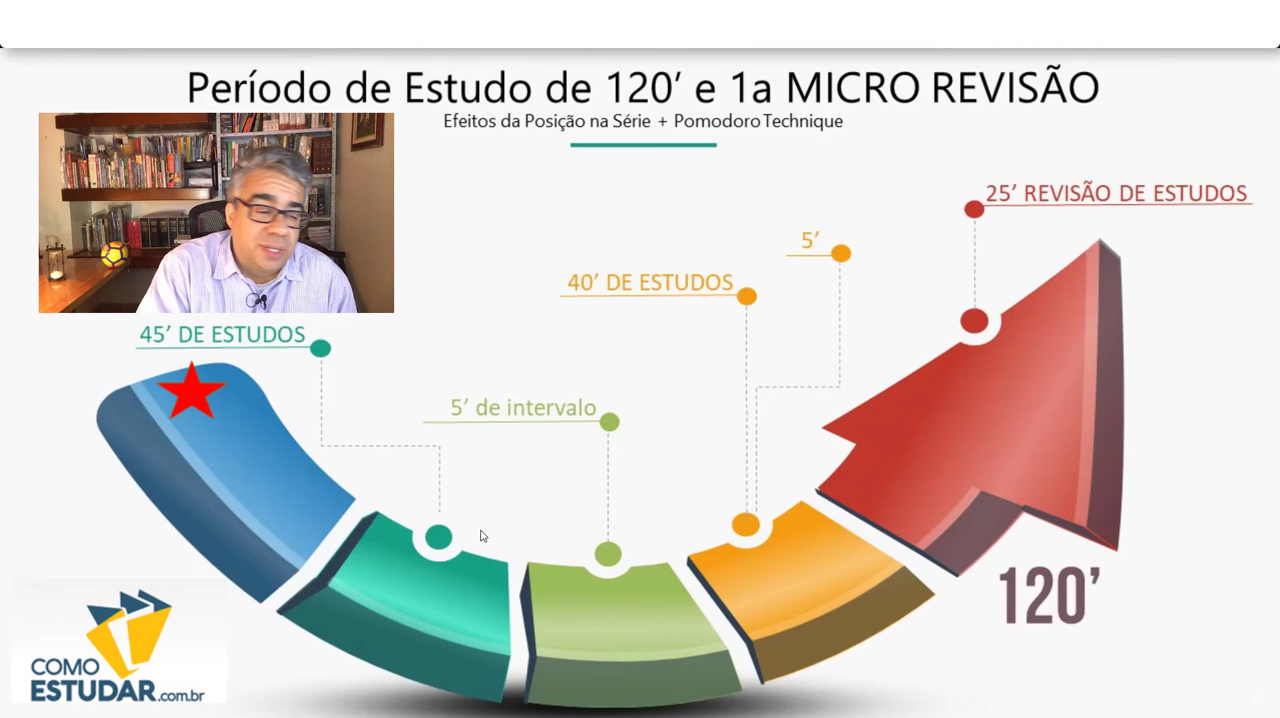 Período de Estudo de 120’ e 1a MICRO REVISÃO
Efeitos da Posição na Série + Pomodoro Technique
25’ REVISÃO DE ESTUDOS
5’
40’ DE ESTUDOS
45’ DE ESTUDOS
5’ de intervalo
120’
COMO
ESTUDAR.com.br